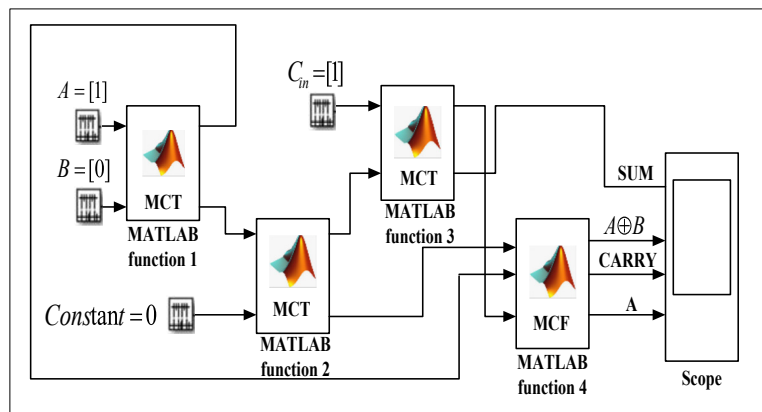 A=[1]
B=[0]
MCT
MATLAB
function 1
Constant=0
MCT
MATLAB
function 2
C_in=[1]
MCT
MATLAB
function 3
MCF
MATLAB
function 4
SUM
A⊕B
CARRY
A
Scope